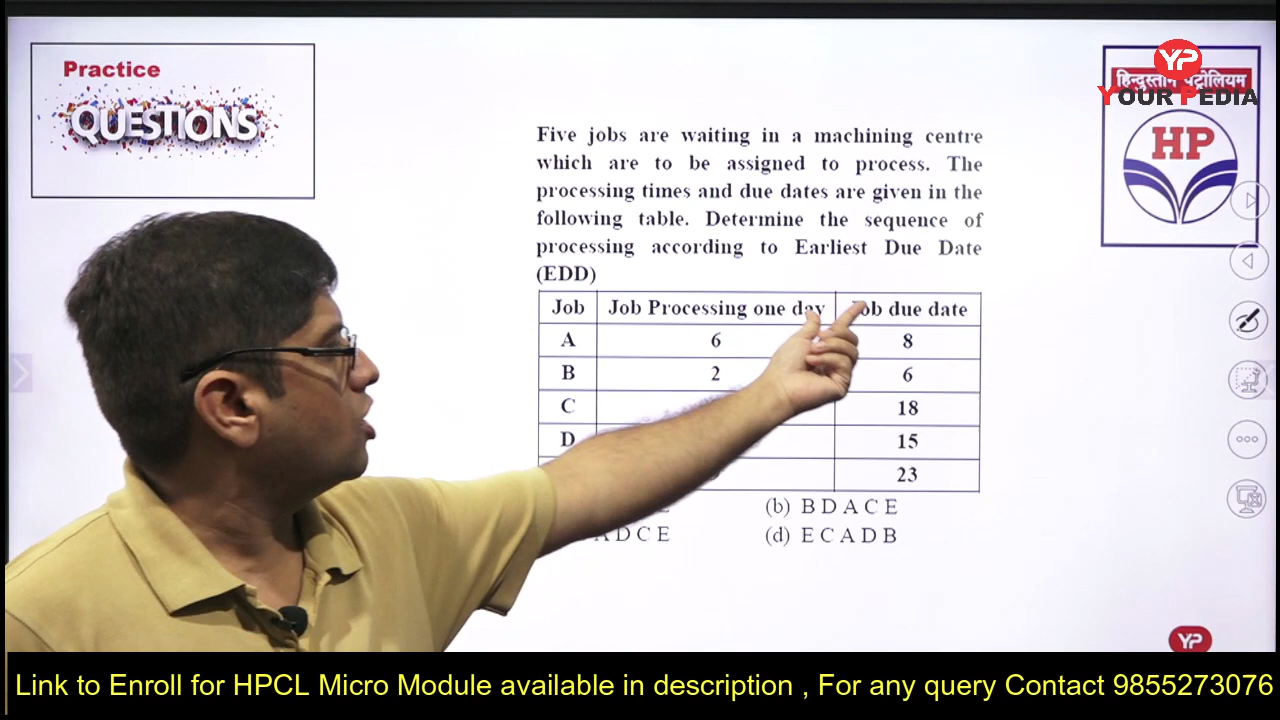 Practice
QUESTIONS
हिन्दुस्तान पेट्रोलियम
YP
YOUR PEDIA
HP
Five jobs are waiting in a machining centre
which are to be assigned to process. The
processing times and due dates are given in the
following table. Determine the sequence of
processing according to Earliest Due Date
(EDD)
Job Job Processing one day Job due date
A 6 8
B 2 6
C 18
D 15
23
(b) B D A C E
A D C E (d) E C A D B
YP
Link to Enroll for HPCL Micro Module available in description , For any query Contact 9855273076